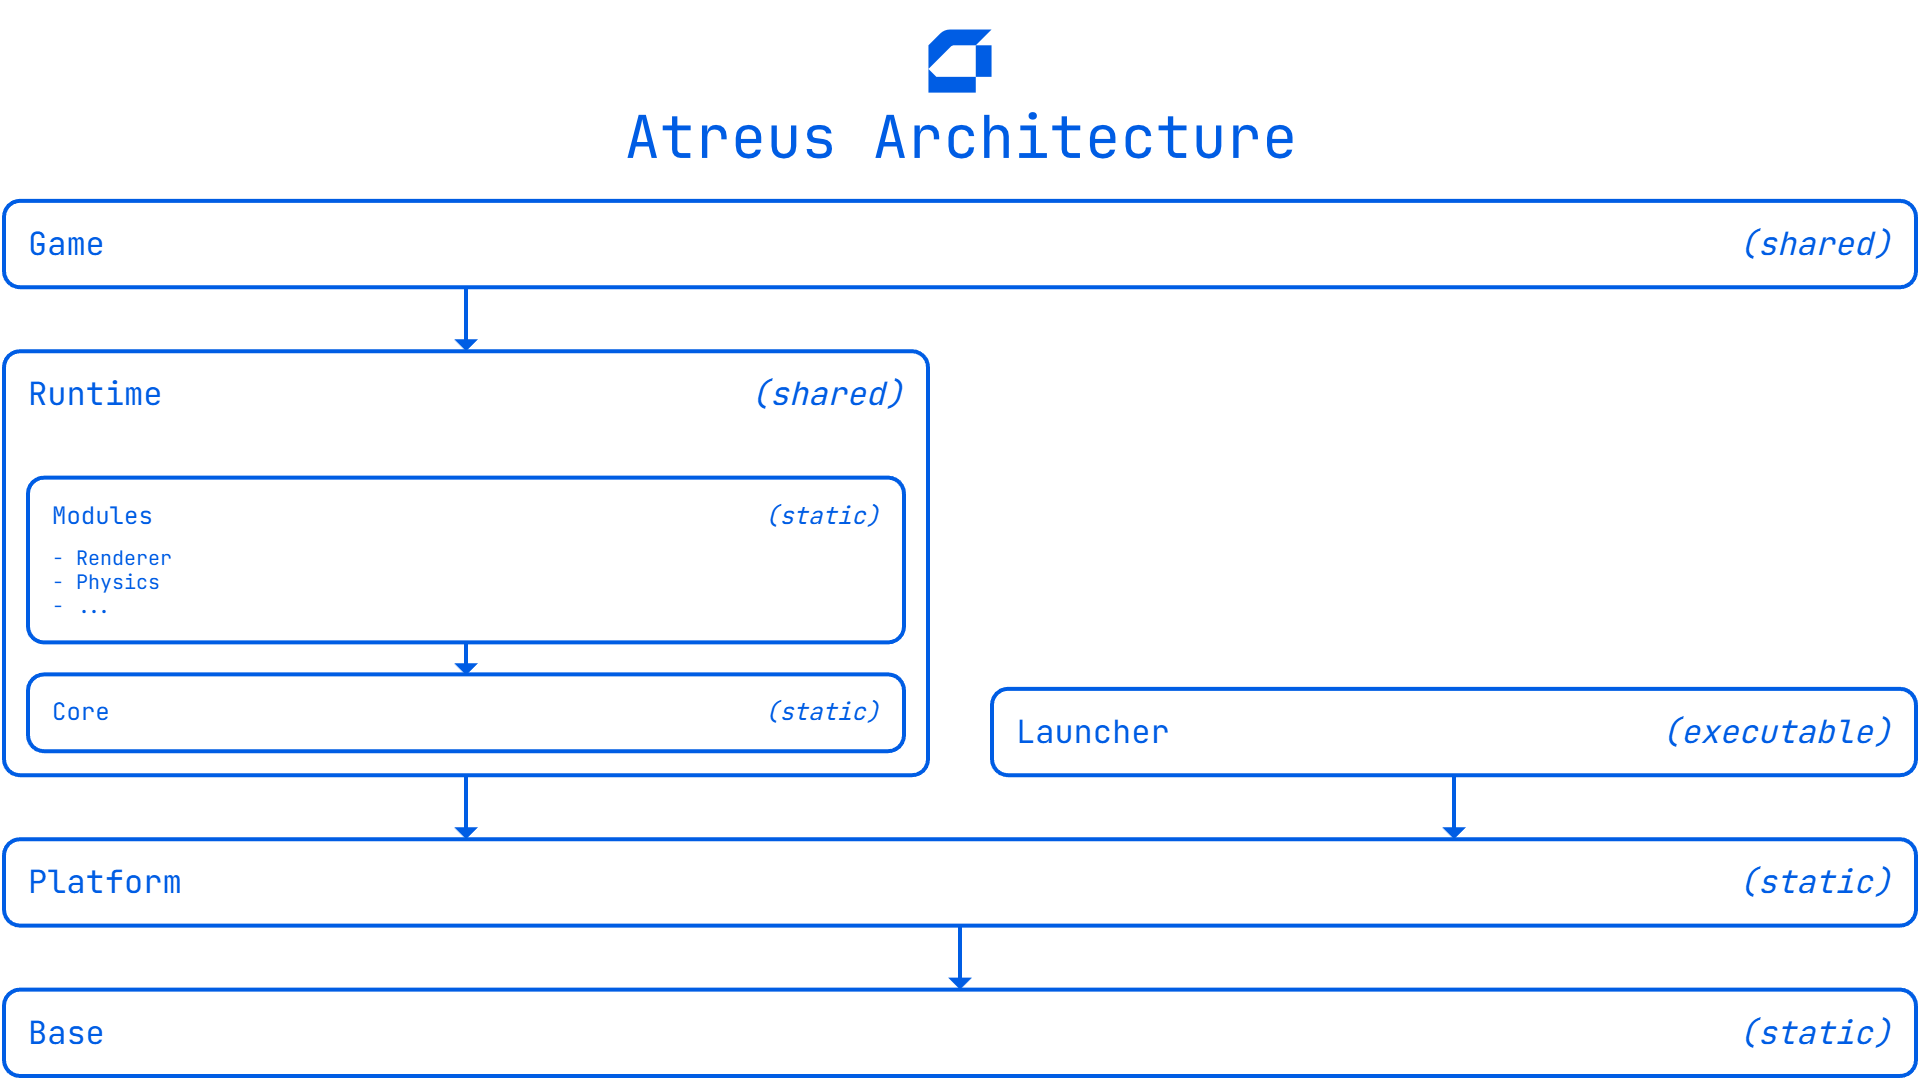 Atreus Architecture
Game (shared)
Runtime (shared)
Modules (static)
- Renderer
- Physics
- ...
Core (static)
Launcher (executable)
Platform (static)
Base (static)